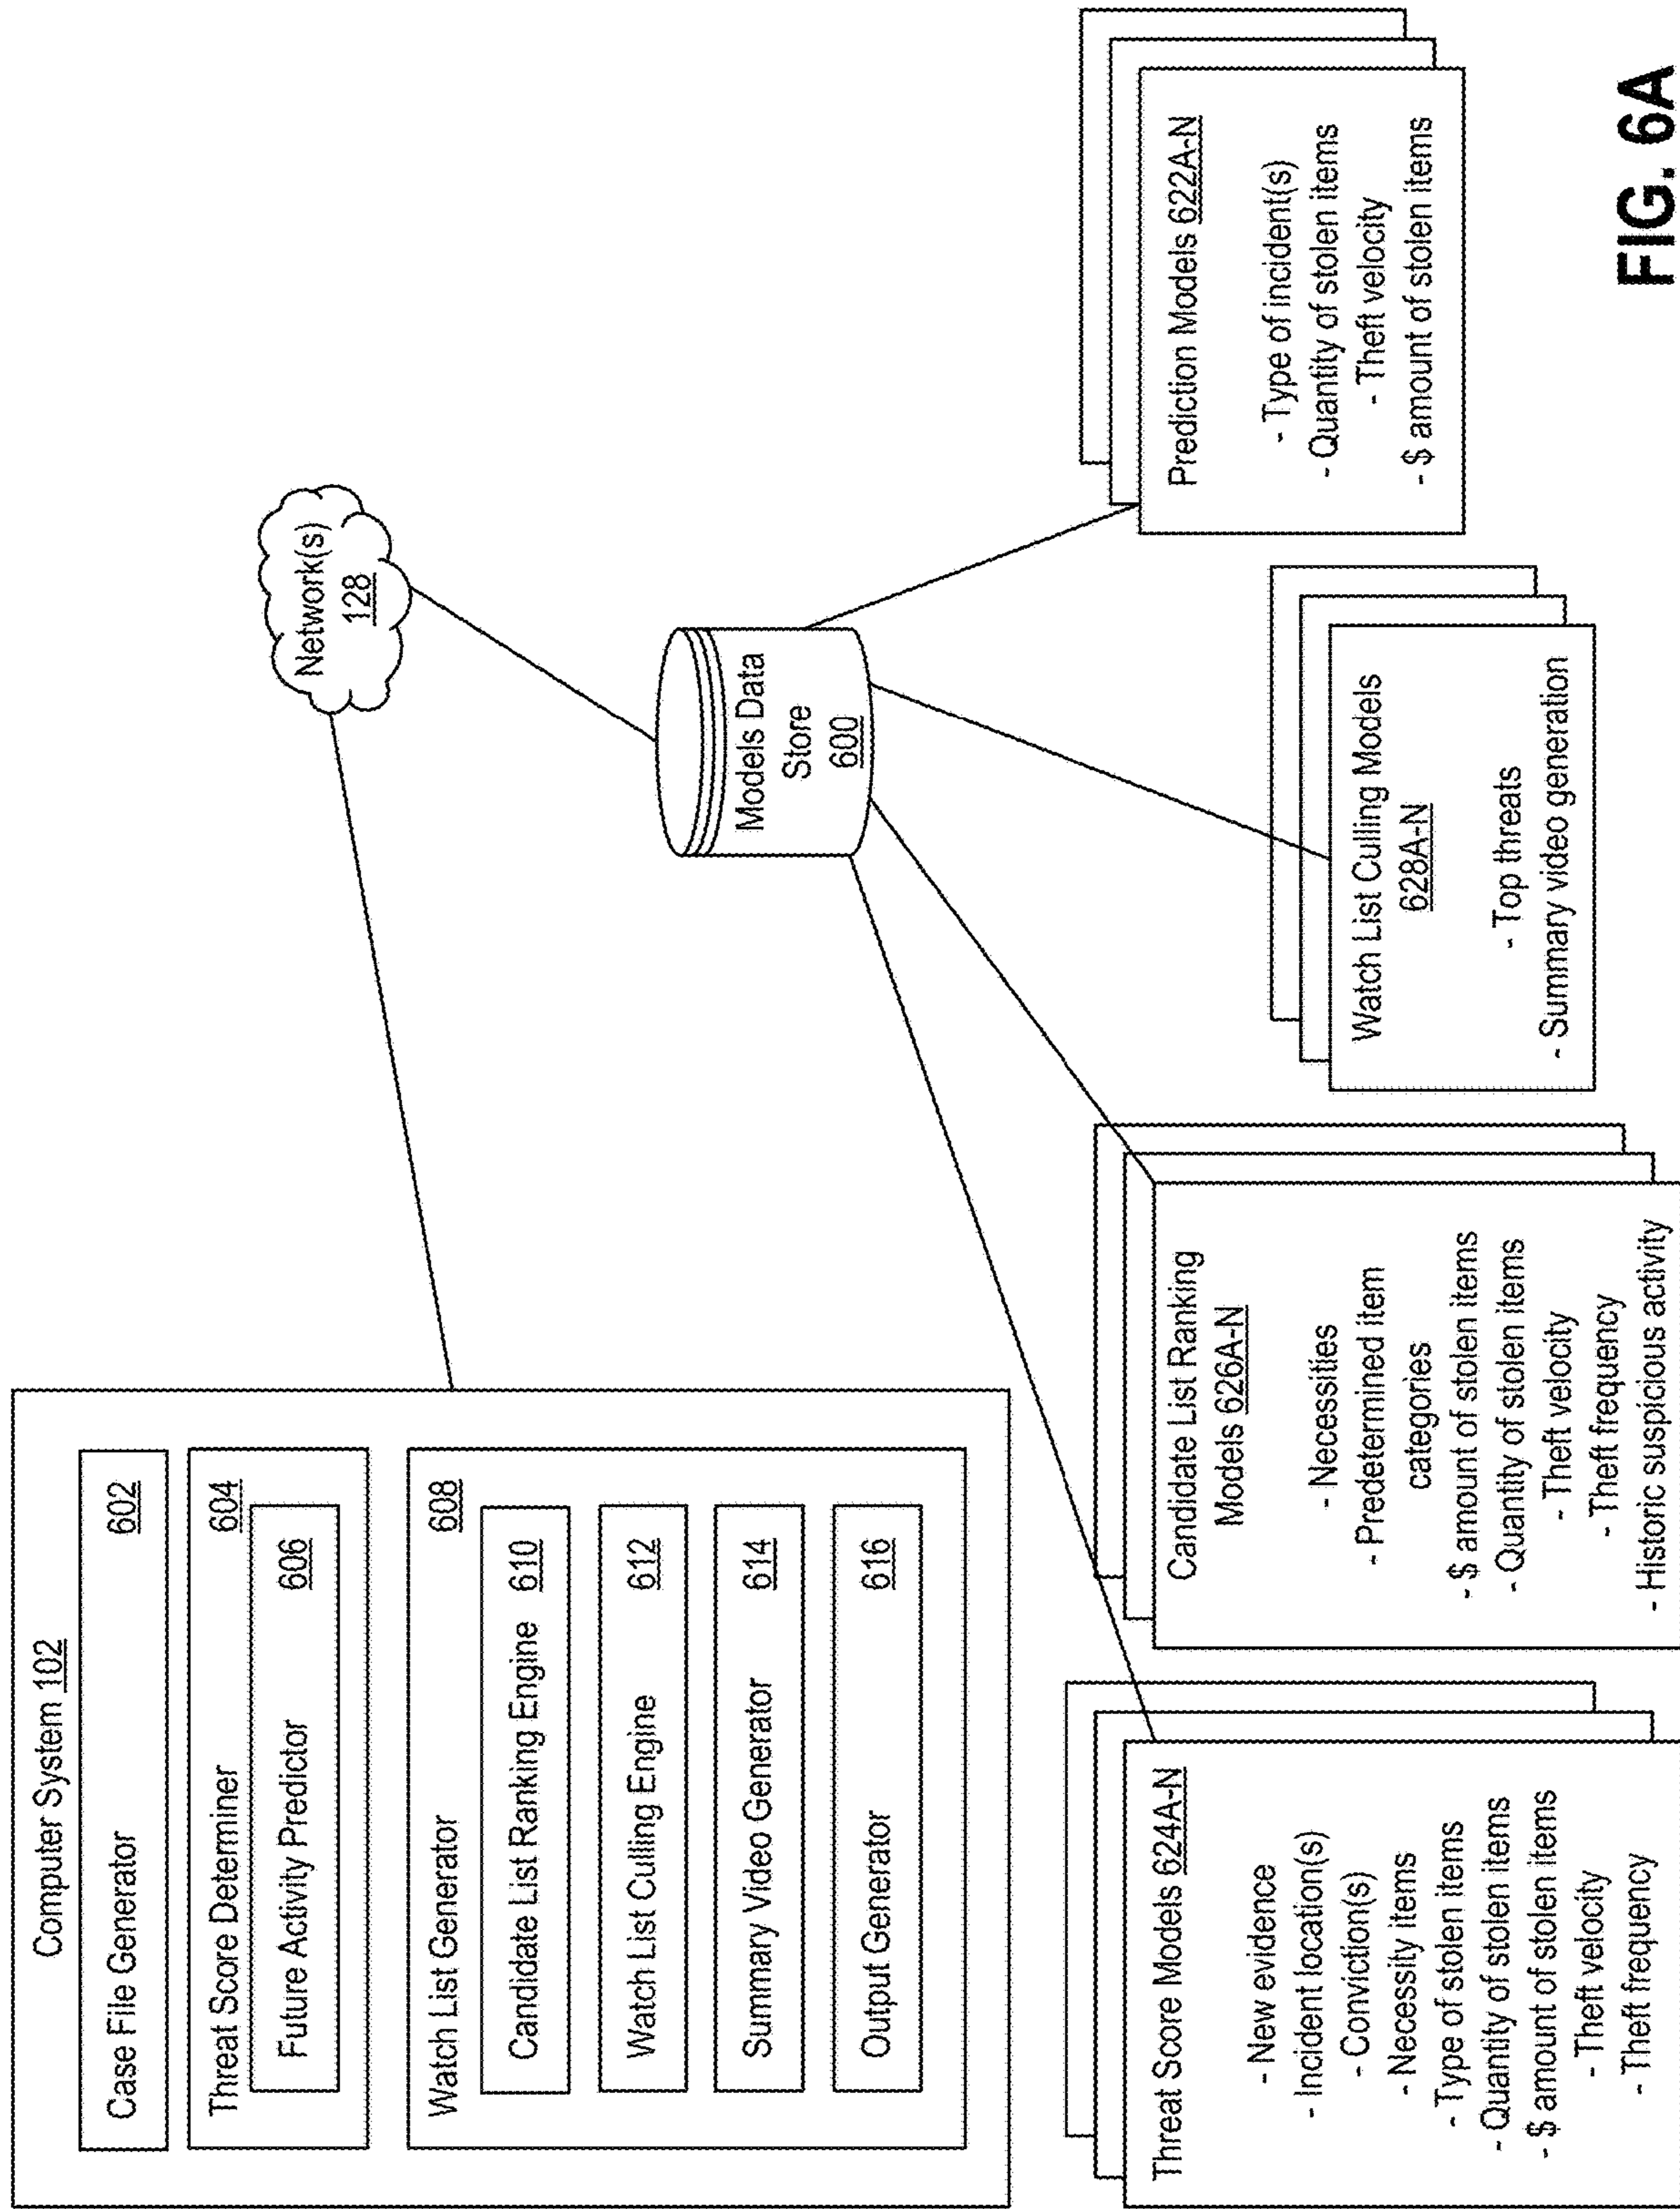 Computer System 102
Case File Generator 602
Threat Score Determiner 604
Future Activity Predictor 606
Watch List Generator 608
Candidate List Ranking Engine 610
Watch List Culling Engine 612
Summary Video Generator 614
Output Generator 616
Network(s)
128
Models Data
Store
600
Threat Score Models 624A-N
- New evidence
- Incident location(s)
- Conviction(s)
- Necessity items
- Type of stolen items
- Quantity of stolen items
- $ amount of stolen items
- Theft velocity
- Theft frequency
Candidate List Ranking
Models 626A-N
- Necessities
- Predetermined item
categories
- $ amount of stolen items
- Quantity of stolen items
- Theft velocity
- Theft frequency
- Historic suspicious activity
Watch List Culling Models
628A-N
- Top threats
- Summary video generation
Prediction Models 622A-N
- Type of incident(s)
- Quantity of stolen items
- Theft velocity
- $ amount of stolen items
FIG. 6A